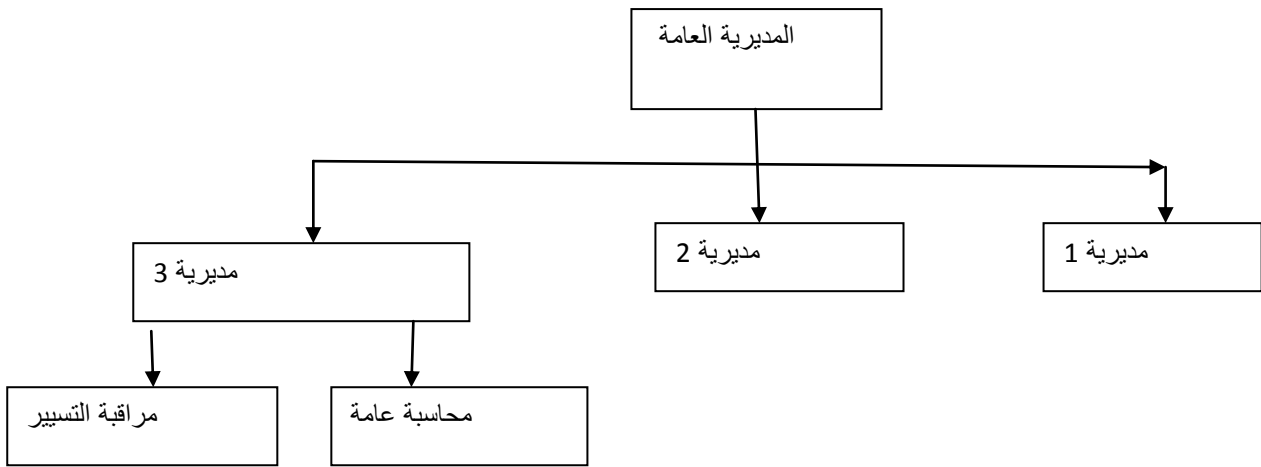 المديرية العامة
مديرية 1
مديرية 2
مديرية 3
محاسبة عامة
مراقبة التسيير